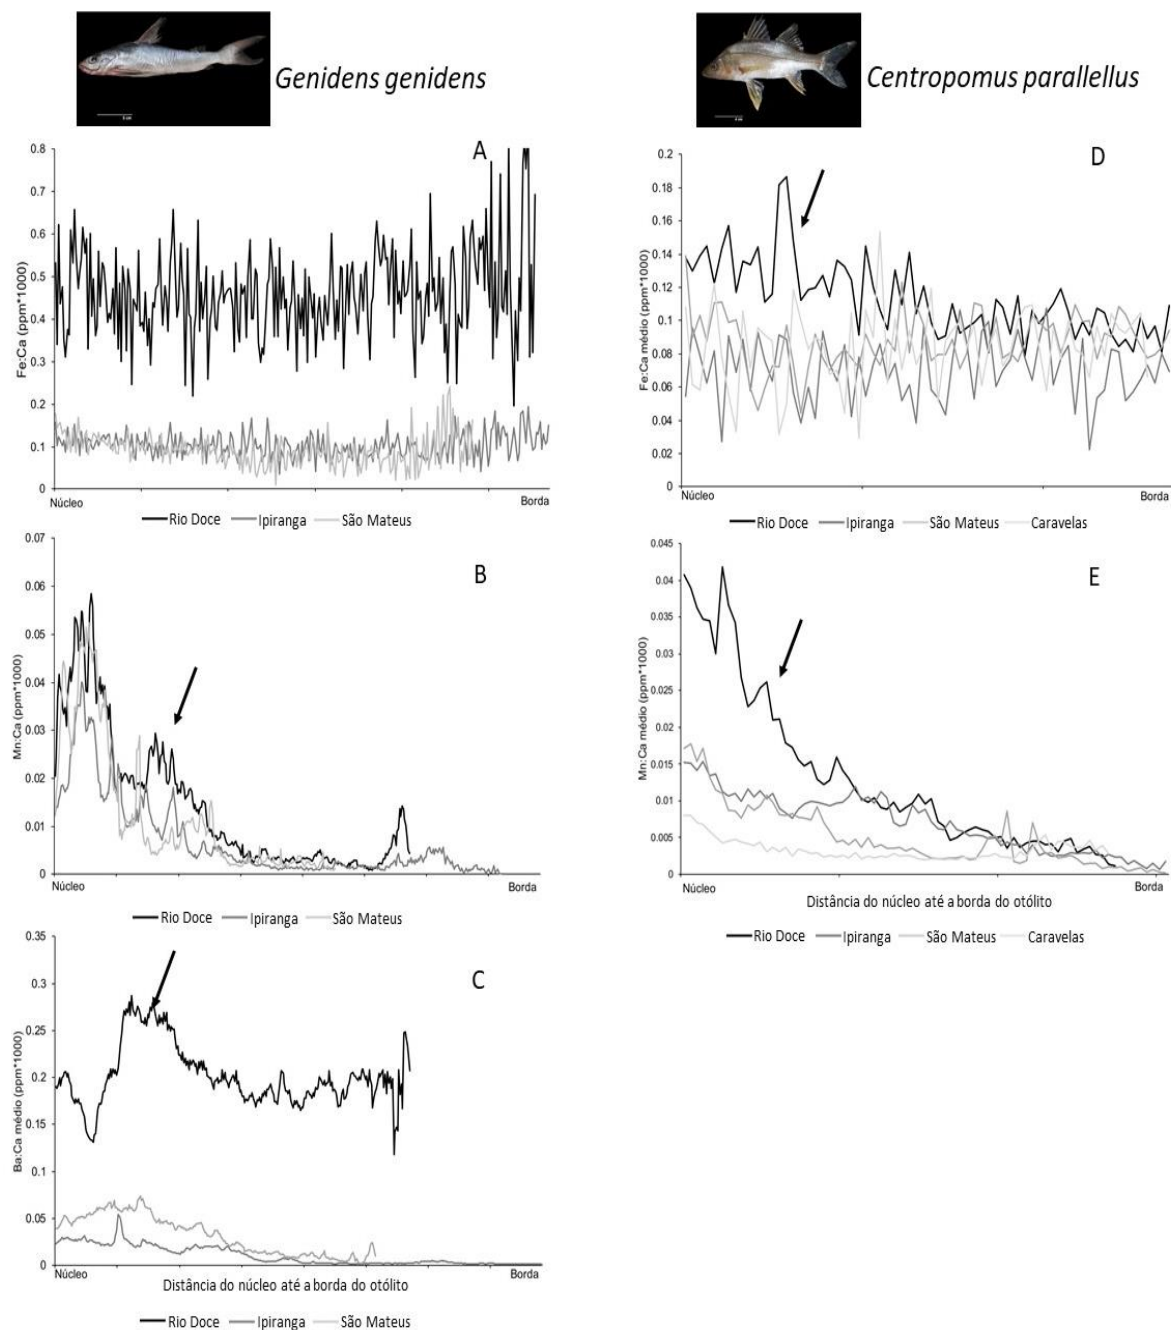 Genidens genidens
A
Fe:Ca (ppm*1000)
0.8
0.7
0.6
0.5
0.4
0.3
0.2
0.1
0
Núcleo
Borda
Rio Doce
Ipiranga
São Mateus
B
Mn:Ca (ppm*1000)
0.07
0.06
0.05
0.04
0.03
0.02
0.01
0
Núcleo
Borda
Rio Doce
Ipiranga
São Mateus
C
Ba:Ca médio (ppm*1000)
0.35
0.3
0.25
0.2
0.15
0.1
0.05
0
Núcleo
Borda
Distância do núcleo até a borda do otólito
Rio Doce
Ipiranga
São Mateus
Centropomus parallellus
D
Fe:Ca médio (ppm*1000)
0.2
0.18
0.16
0.14
0.12
0.1
0.08
0.06
0.04
0.02
0
Núcleo
Borda
Rio Doce
Ipiranga
São Mateus
Caravelas
E
Mn:Ca médio (ppm*1000)
0.045
0.04
0.035
0.03
0.025
0.02
0.015
0.01
0.005
0
Núcleo
Borda
Distância do núcleo até a borda do otólito
Rio Doce
Ipiranga
São Mateus
Caravelas